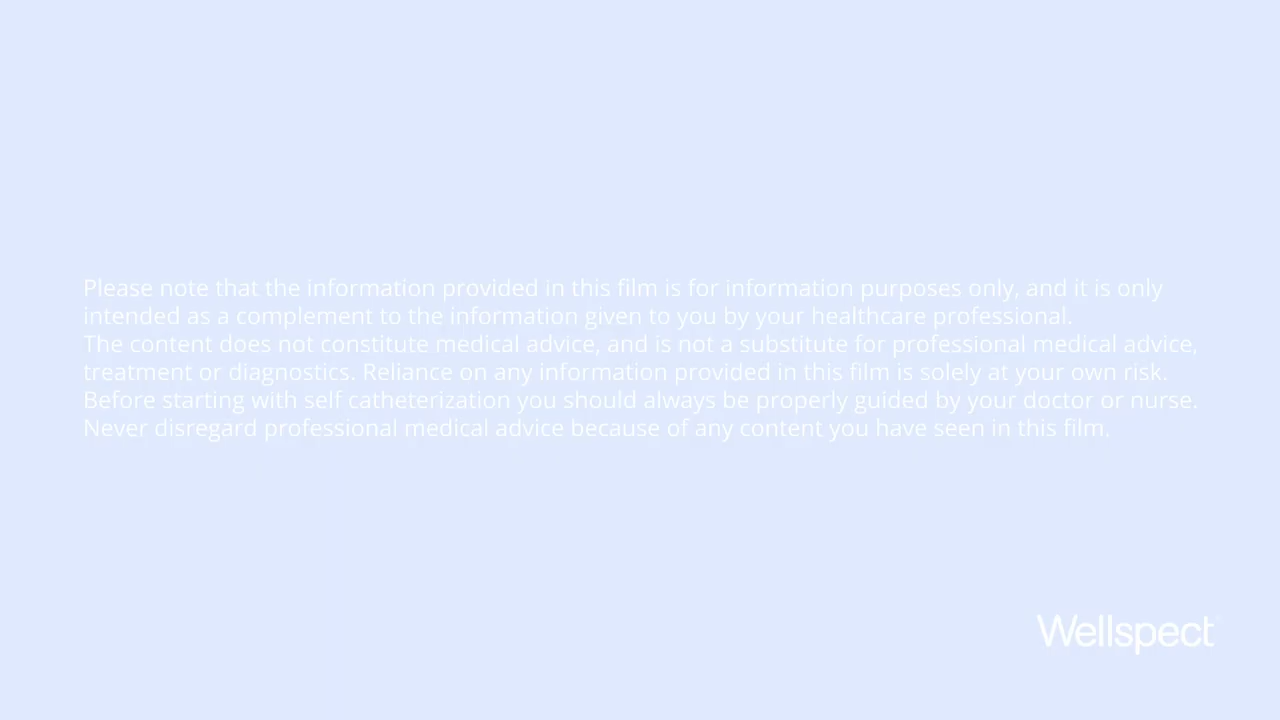 Please note that the information provided in this film is for information purposes only, and it is only
intended as a complement to the information given to you by your healthcare professional.
The content does not constitute medical advice, and is not a substitute for professional medical advice,
treatment or diagnostics. Reliance on any information provided in this film is solely at your own risk.
Before starting with self catheterization you should always be properly guided by your doctor or nurse.
Never disregard professional medical advice because of any content you have seen in this film.
Wellspect